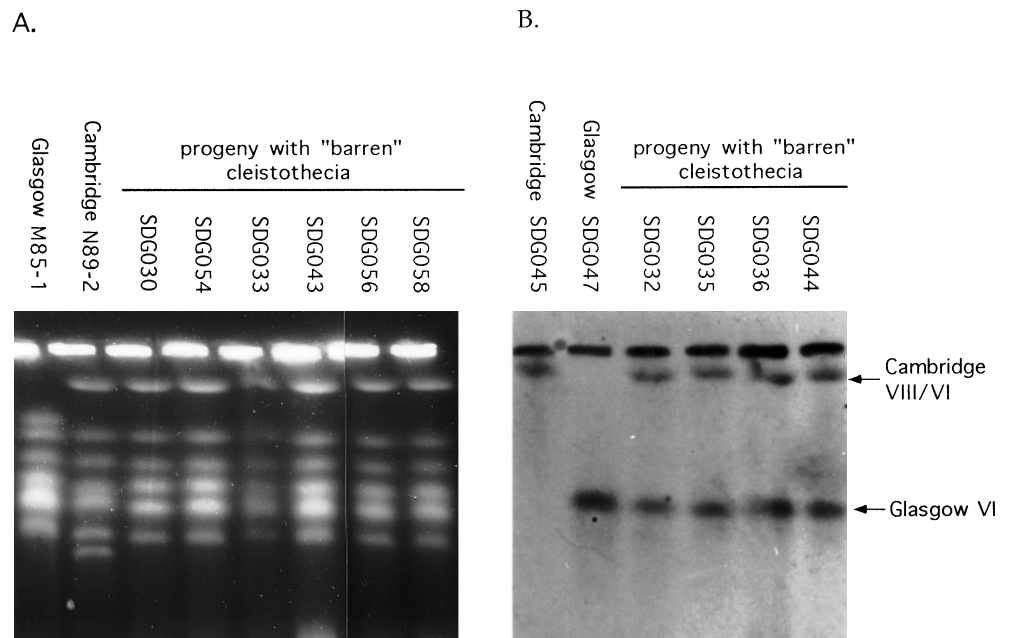 A.
Glasgow M85-1
Cambridge N89-2
progeny with "barren"
cleistothecia
SDG030
SDG054
SDG033
SDG043
SDG056
SDG058
B.
Cambridge SDG045
Glasgow SDG047
progeny with "barren"
cleistothecia
SDG032
SDG035
SDG036
SDG044
Cambridge
VIII/VI
Glasgow VI